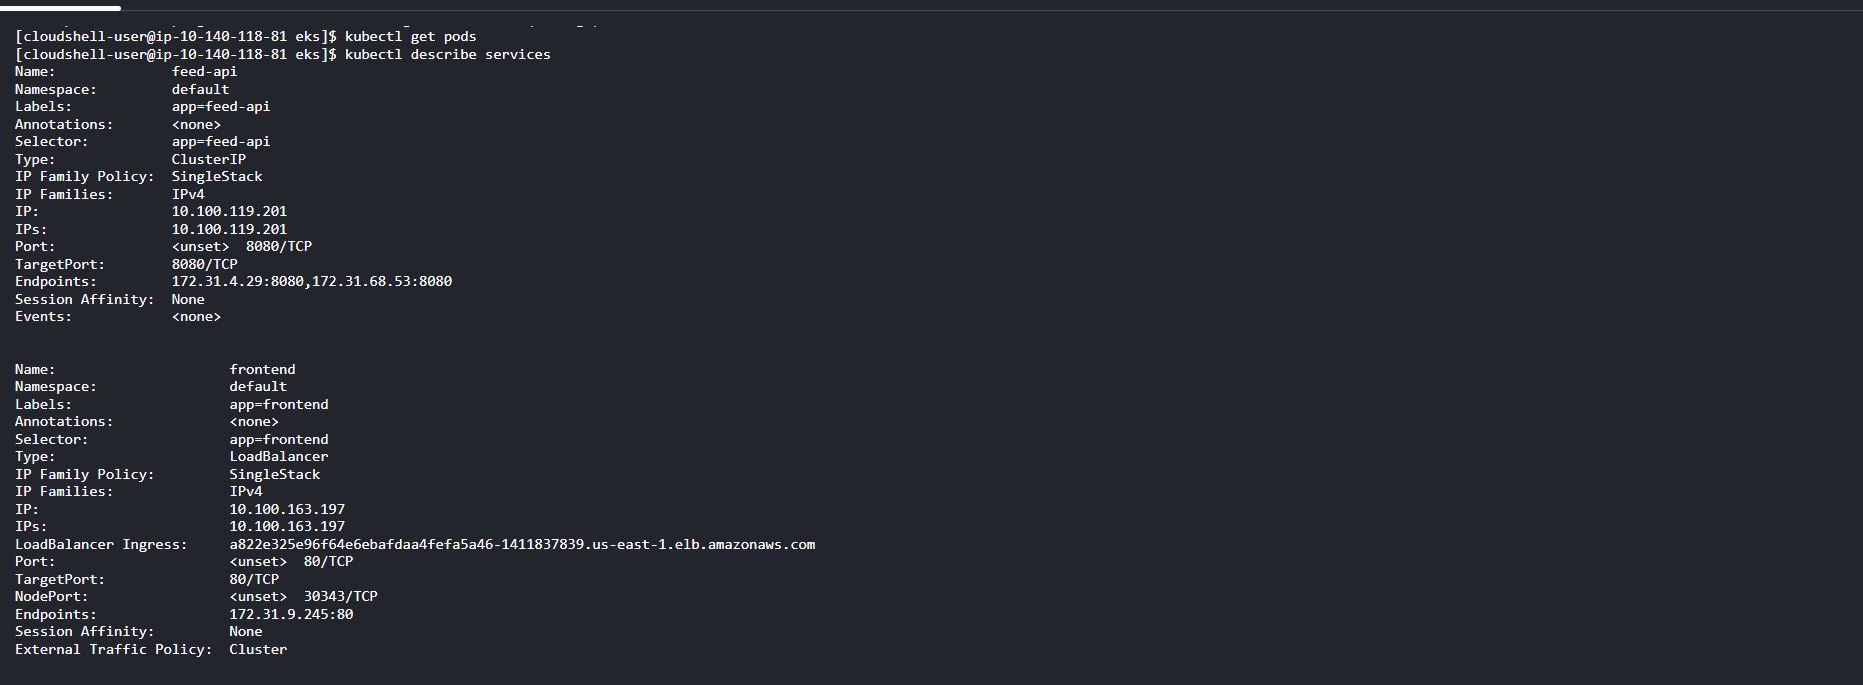 [cloudshell-user@ip-10-140-118-81 eks]$ kubectl get pods
[cloudshell-user@ip-10-140-118-81 eks]$ kubectl describe services
Name:              feed-api
Namespace:         default
Labels:            app=feed-api
Annotations:       <none>
Selector:          app=feed-api
Type:              ClusterIP
IP Family Policy:  SingleStack
IP Families:       IPv4
IP:                10.100.119.201
IPs:               10.100.119.201
Port:              <unset>  8080/TCP
TargetPort:        8080/TCP
Endpoints:         172.31.4.29:8080,172.31.68.53:8080
Session Affinity:  None
Events:            <none>
Name:                     frontend
Namespace:                default
Labels:                   app=frontend
Annotations:              <none>
Selector:                 app=frontend
Type:                     LoadBalancer
IP Family Policy:         SingleStack
IP Families:              IPv4
IP:                       10.100.163.197
IPs:                      10.100.163.197
LoadBalancer Ingress:     a822e325e96f64e6ebafdaa4fefa5a46-1411837839.us-east-1.elb.amazonaws.com
Port:                     <unset>  80/TCP
TargetPort:               80/TCP
NodePort:                 <unset>  30343/TCP
Endpoints:                172.31.9.245:80
Session Affinity:         None
External Traffic Policy:  Cluster